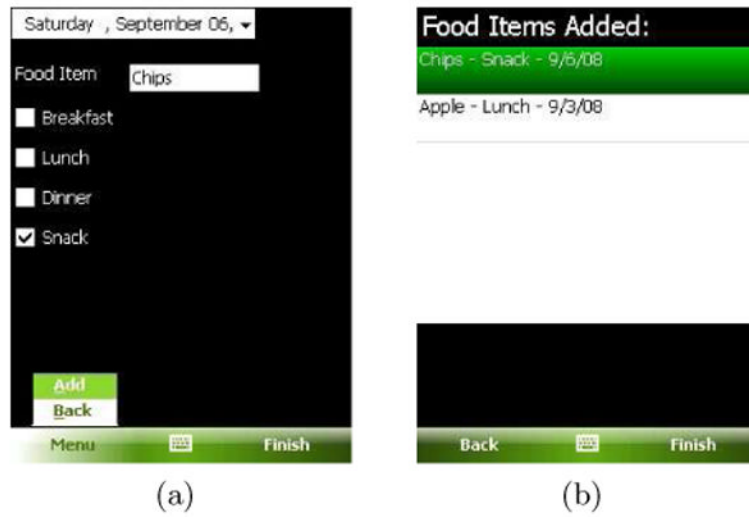 Saturday , September 06,
Food Item Chips
Breakfast
Lunch
Dinner
Snack
Add
Back
Menu Finish
(a)
Food Items Added:
Chips - Snack - 9/6/08
Apple - Lunch - 9/3/08
Back Finish
(b)